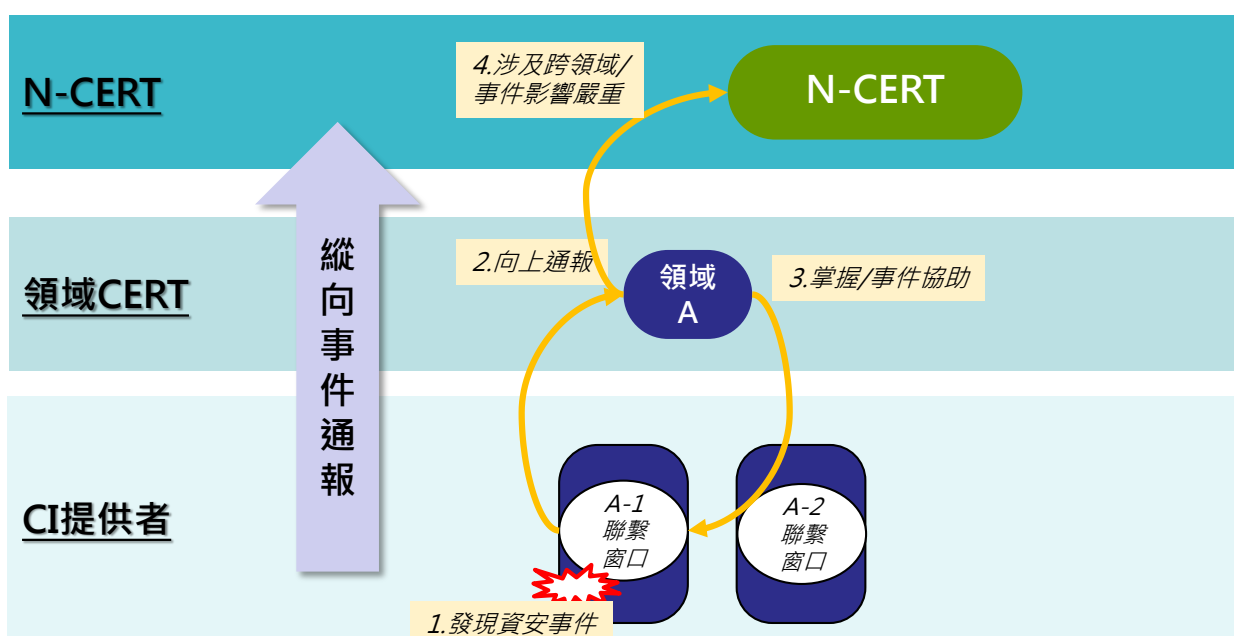 N-CERT
4.涉及跨領域/
事件影響嚴重
N-CERT
縱
向
事
件
通
報
領域CERT
2.向上通報
領域
A
3.掌握/事件協助
CI提供者
A-1
聯繫
窗口
A-2
聯繫
窗口
1.發現資安事件